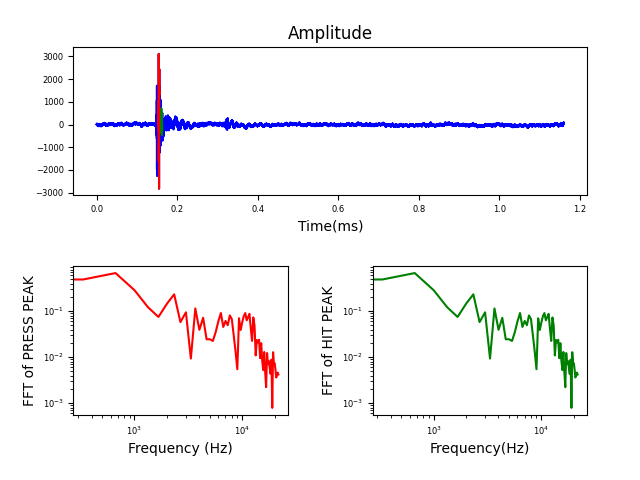 Amplitude
3000
2000
1000
0
−1000
−2000
−3000
0.0 0.2 0.4 0.6 0.8 1.0 1.2
Time(ms)
FFT of PRESS PEAK
10⁻¹
10⁻²
10⁻³
10³ 10⁴
Frequency (Hz)
FFT of HIT PEAK
10⁻¹
10⁻²
10⁻³
10³ 10⁴
Frequency(Hz)